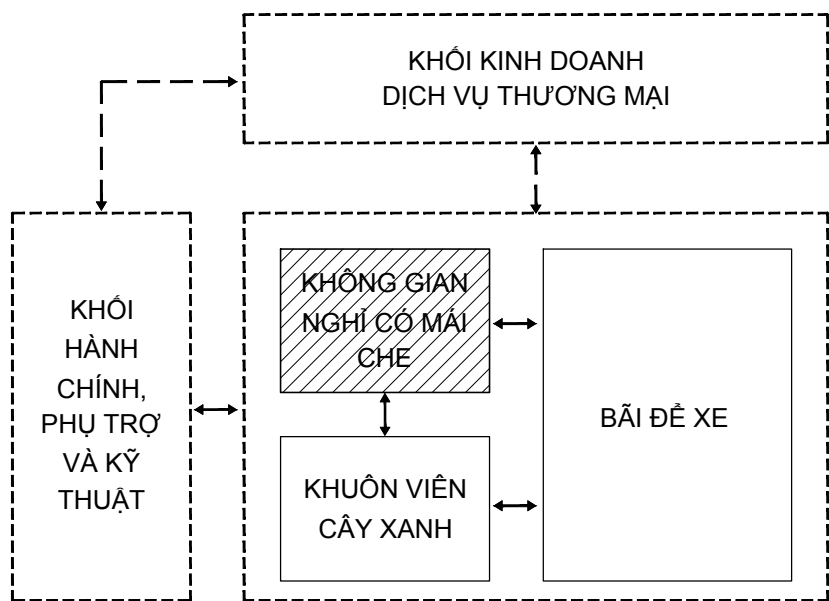 KHỐI KINH DOANH
DỊCH VỤ THƯƠNG MẠI
KHỐI
HÀNH
CHÍNH,
PHỤ TRỢ
VÀ KỸ
THUẬT
KHÔNG GIAN
NGHỈ CÓ MÁI
CHE
KHUÔN VIÊN
CÂY XANH
BÃI ĐỂ XE